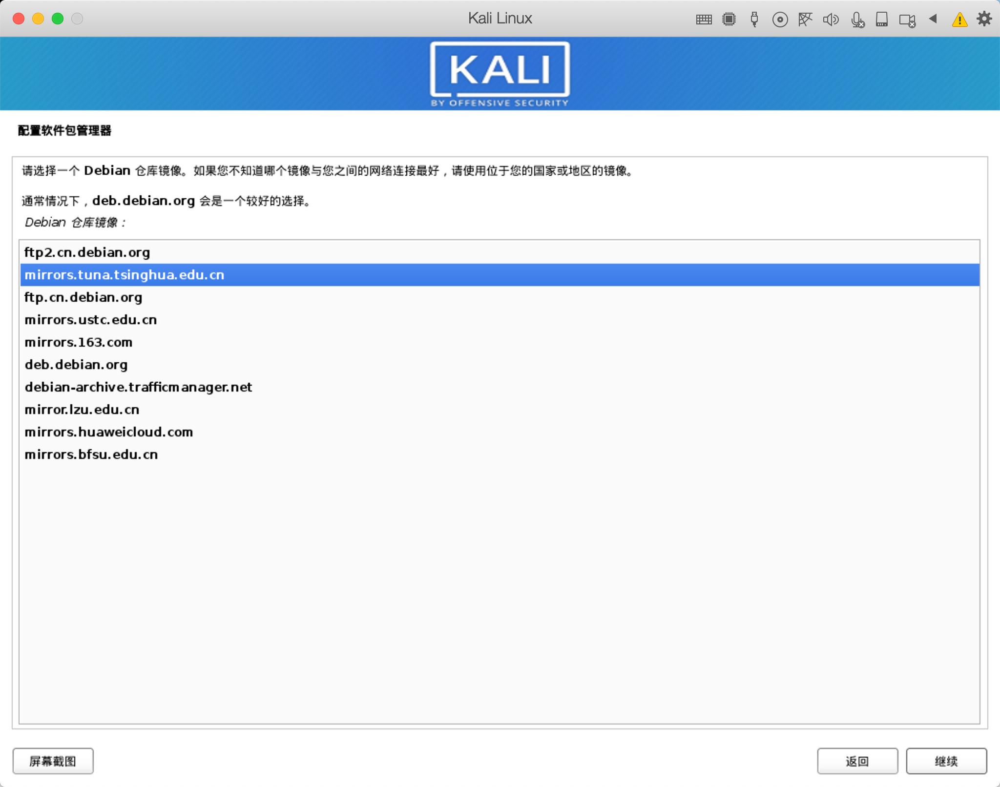 Kali Linux
KALI
BY OFFENSIVE SECURITY
配置软件包管理器
请选择一个 Debian 仓库镜像。如果您不知道哪个镜像与您之间的网络连接最好，请使用位于您的国家或地区的镜像。
通常情况下，deb.debian.org 会是一个较好的选择。
Debian 仓库镜像：
ftp2.cn.debian.org
mirrors.tuna.tsinghua.edu.cn
ftp.cn.debian.org
mirrors.ustc.edu.cn
mirrors.163.com
deb.debian.org
debian-archive.trafficmanager.net
mirror.lzu.edu.cn
mirrors.huaweicloud.com
mirrors.bfsu.edu.cn
屏幕截图
返回
继续